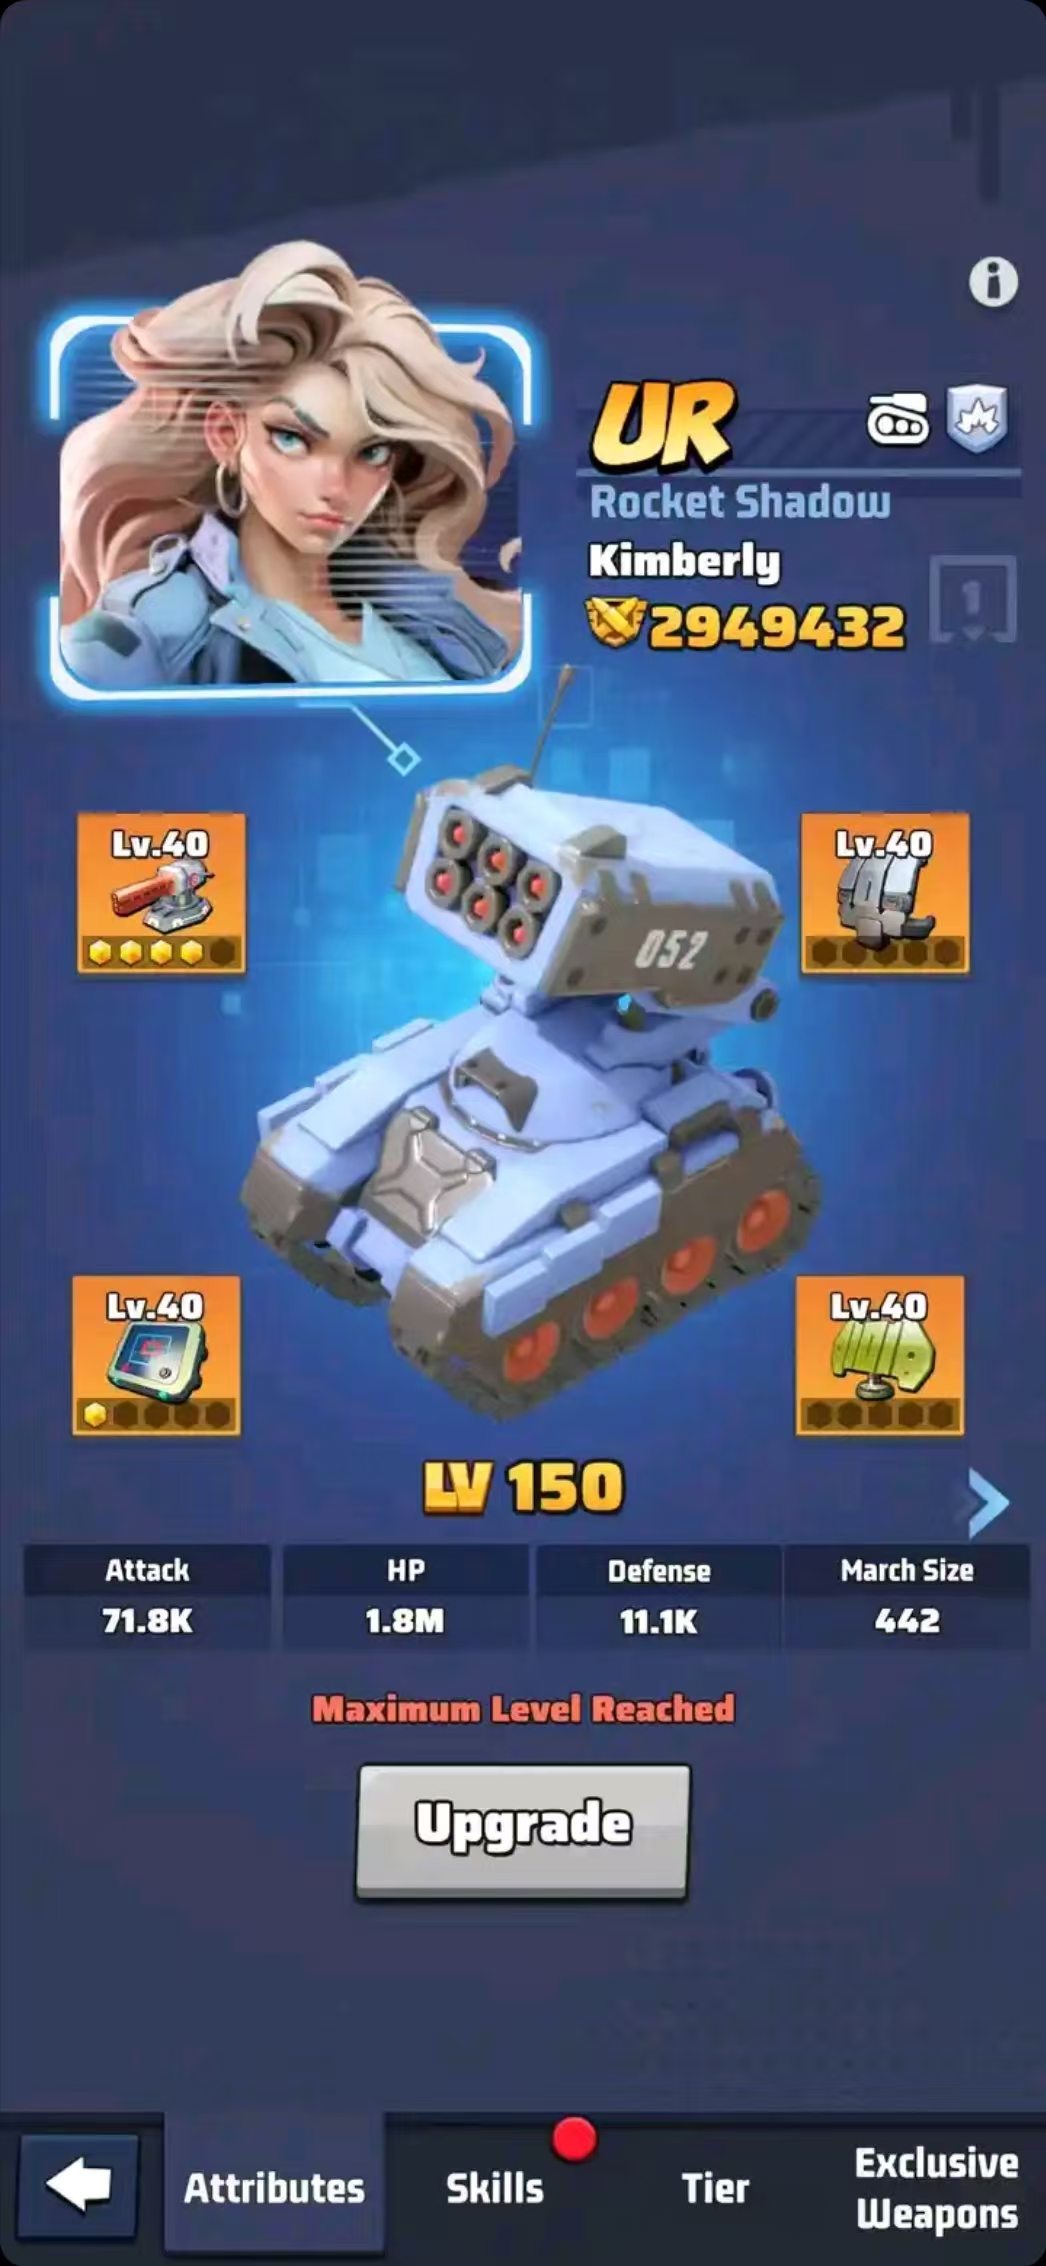 UR
Rocket Shadow
Kimberly
2949432
1
Lv.40
Lv.40
052
Lv.40
Lv.40
LV 150
Attack
HP
Defense
March Size
71.8K
1.8M
11.1K
442
Maximum Level Reached
Upgrade
Attributes
Skills
Tier
Exclusive
Weapons